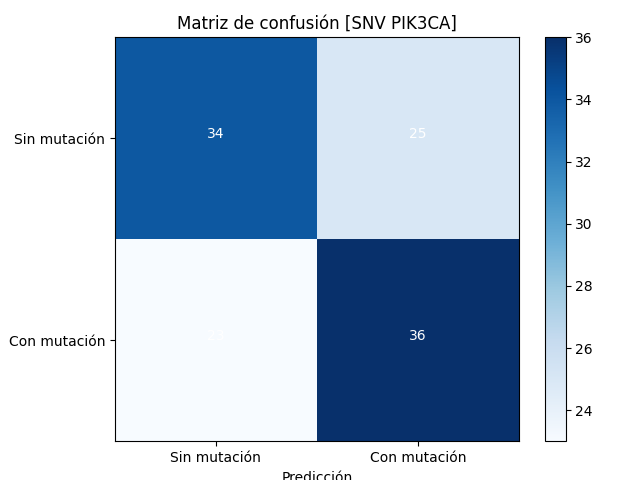 Matriz de confusión [SNV PIK3CA]
Sin mutación
34
25
Con mutación
23
36
Sin mutación
Con mutación
Predicción
36
34
32
30
28
26
24